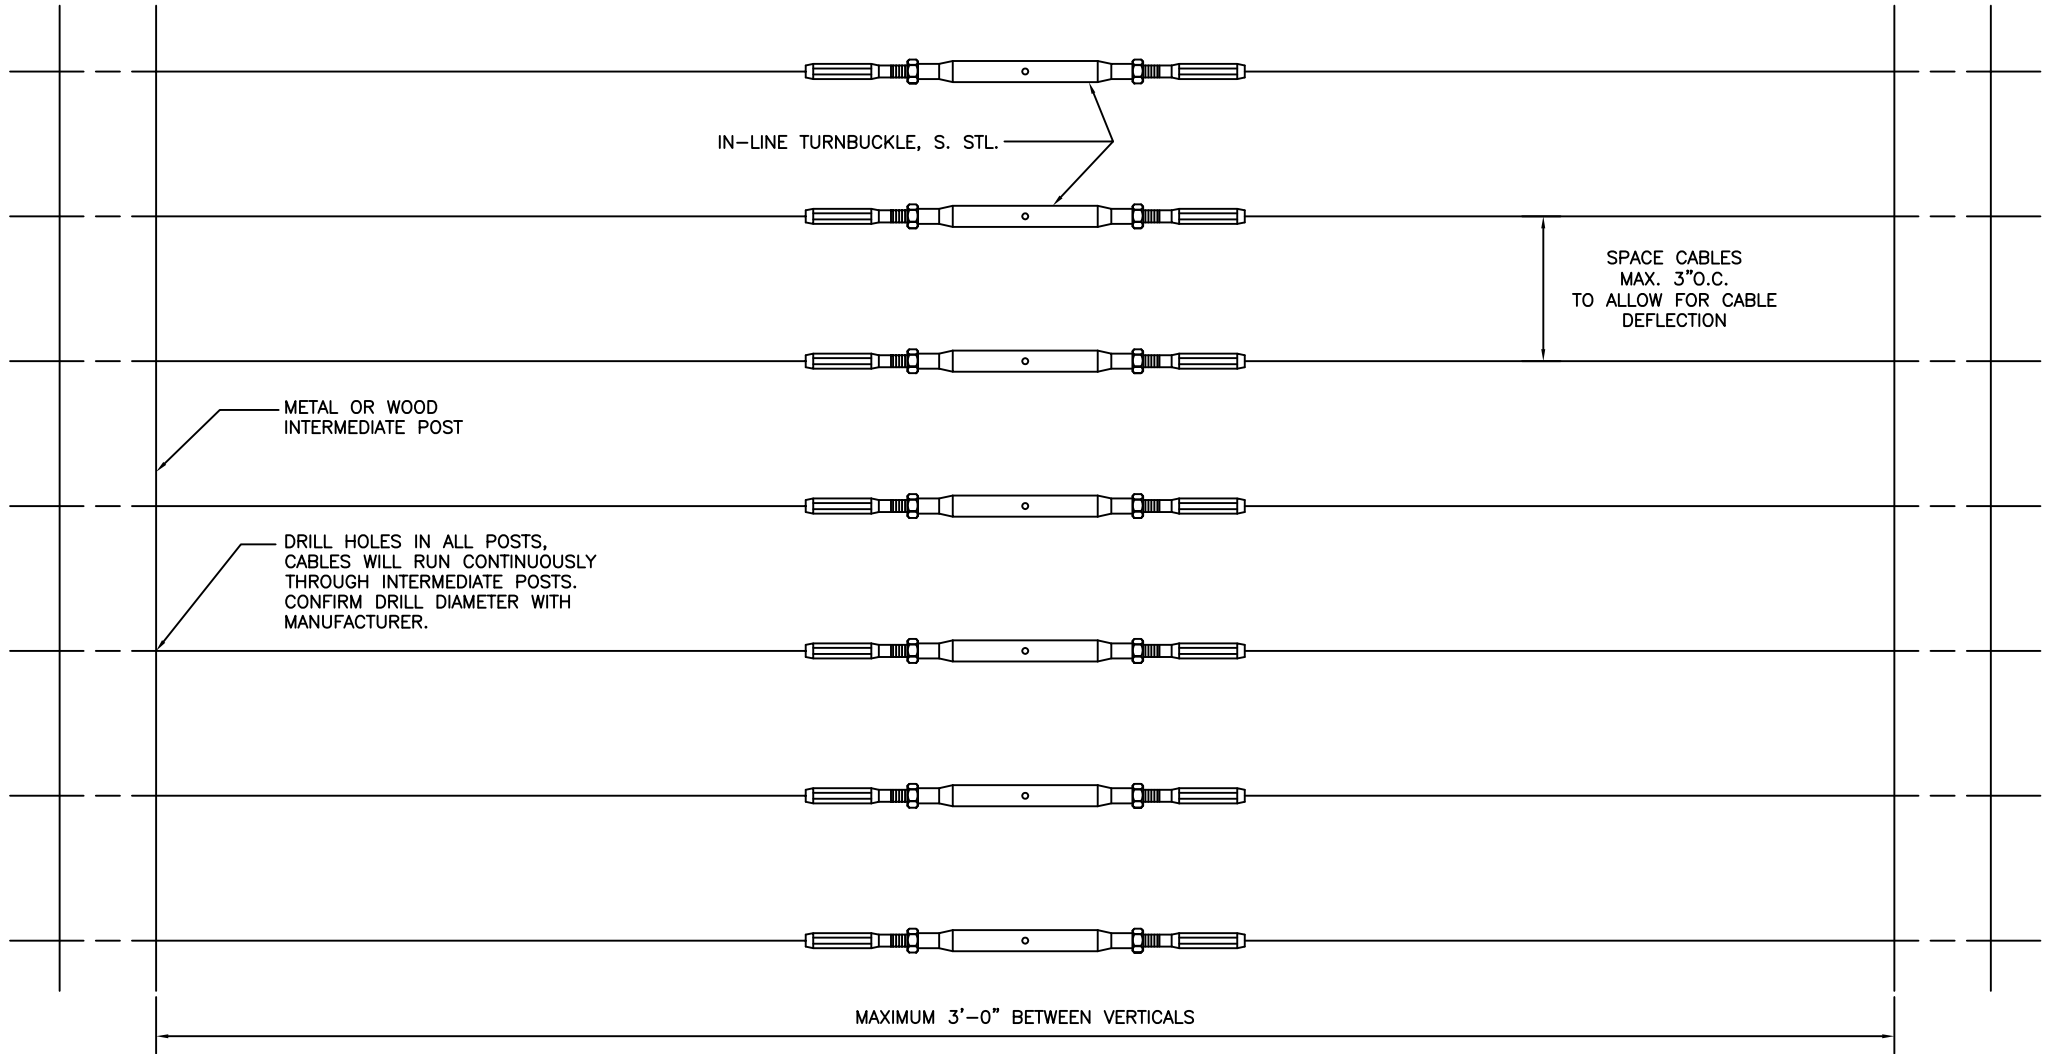 IN-LINE TURNBUCKLE, S. STL.
SPACE CABLES
MAX. 3"O.C.
TO ALLOW FOR CABLE
DEFLECTION
METAL OR WOOD
INTERMEDIATE POST
DRILL HOLES IN ALL POSTS,
CABLES WILL RUN CONTINUOUSLY
THROUGH INTERMEDIATE POSTS.
CONFIRM DRILL DIAMETER WITH
MANUFACTURER.
MAXIMUM 3'-0" BETWEEN VERTICALS